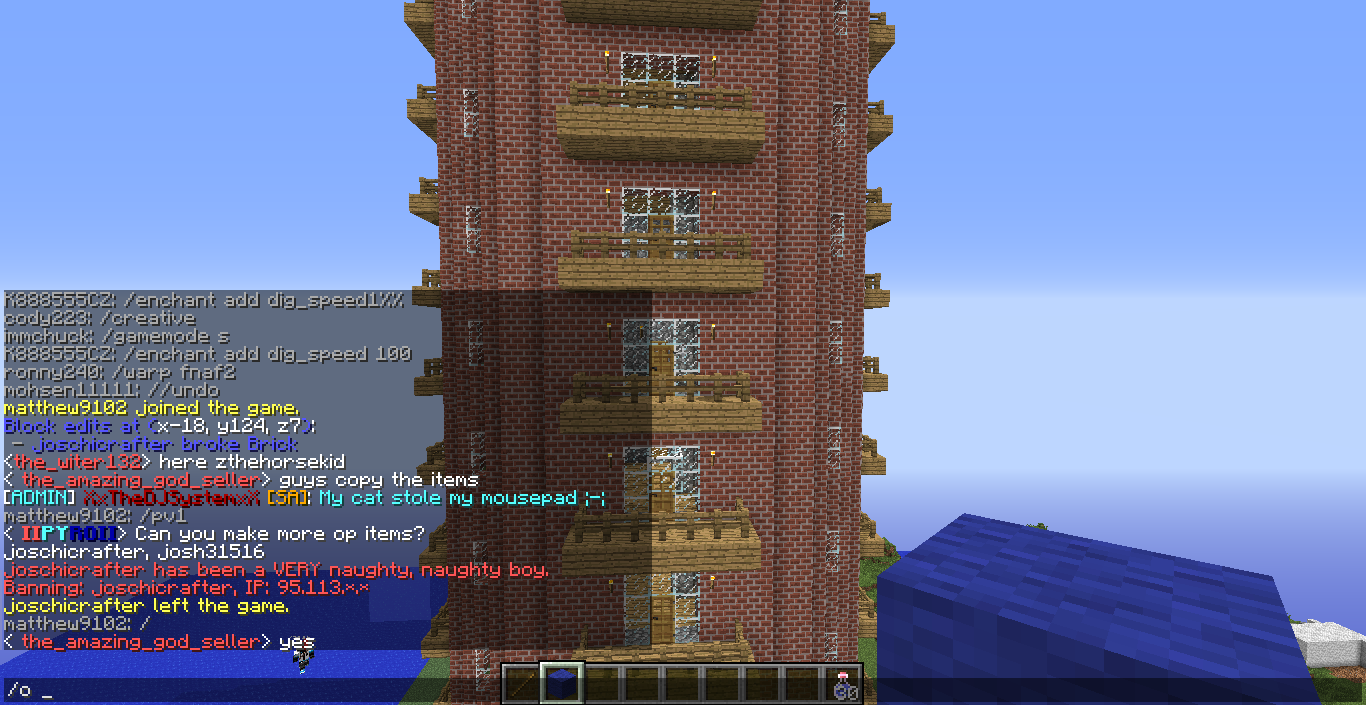 K888555CZ: /enchant add dig_speed1%%
cody223: /creative
mmchuck: /gamemode s
K888555CZ: /enchant add dig_speed 100
ronny240: /warp fnaf2
mohsen11111: //undo
matthew9102 joined the game.
Block edits at (x-18, y124, z7):
- joschicrafter broke Brick
<the_witer132> here zthehorsekid
< the_amazing_god_seller> guys copy the items
[ADMIN] XxTheDJSystenxX [SA]: My cat stole my mousepad ;-;
matthew9102: /pv1
< IIPYROII> Can you make more op items?
joschicrafter, josh31516
joschicrafter has been a VERY naughty, naughty boy.
Banning: joschicrafter, IP: 95.113.x.x
joschicrafter left the game.
matthew9102: /
< the_amazing_god_seller> yes
/o _
30